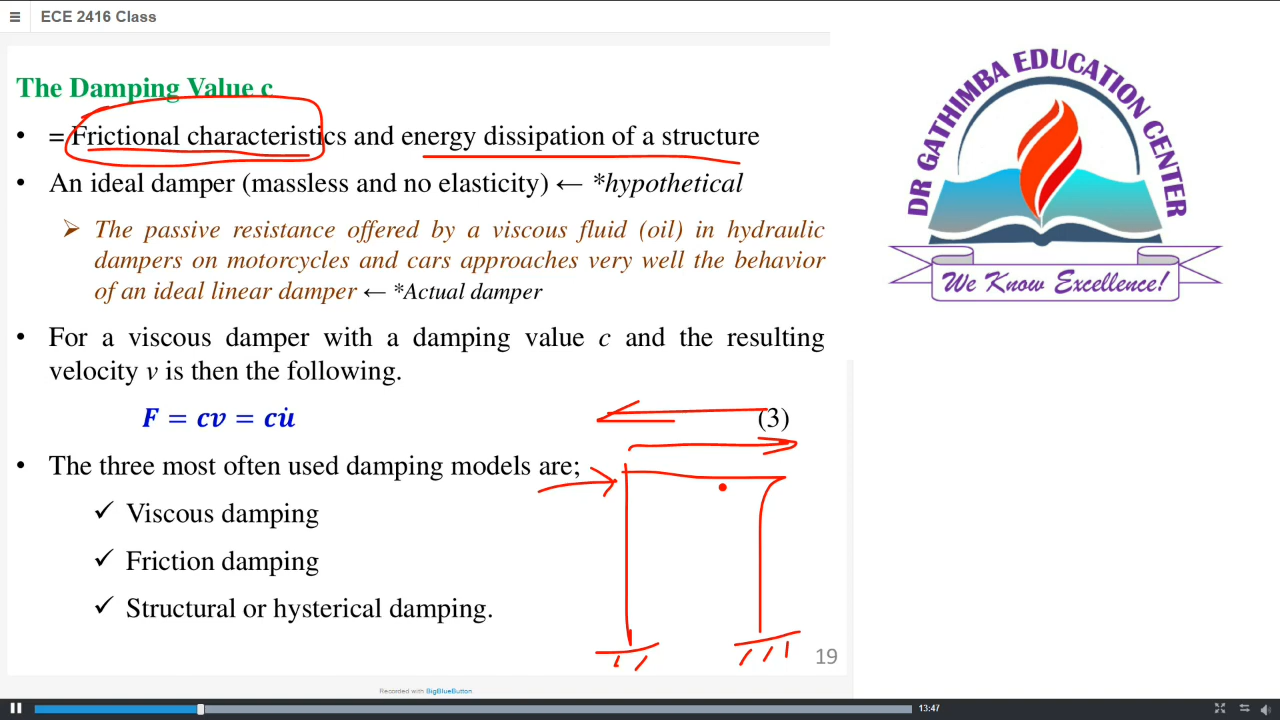 ECE 2416 Class
The Damping Value c
• = Frictional characteristics and energy dissipation of a structure
• An ideal damper (massless and no elasticity) ← *hypothetical
➢ The passive resistance offered by a viscous fluid (oil) in hydraulic
dampers on motorcycles and cars approaches very well the behavior
of an ideal linear damper ← *Actual damper
• For a viscous damper with a damping value c and the resulting
velocity v is then the following.
F = cv = cu̇ (3)
• The three most often used damping models are;
✓ Viscous damping
✓ Friction damping
✓ Structural or hysterical damping.
19
DR GATHIMBA EDUCATION CENTER
We Know Excellence!
Recorded with BigBlueButton.
13:47